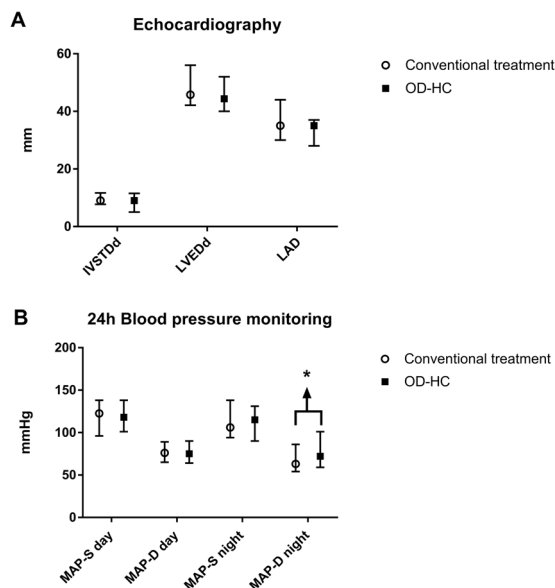 A
Echocardiography
Conventional treatment
OD-HC
mm
60
40
20
0
IVSTDd
LVEDd
LAD
B
24h Blood pressure monitoring
Conventional treatment
OD-HC
mmHg
200
150
100
50
0
*
MAP-S day
MAP-D day
MAP-S night
MAP-D night